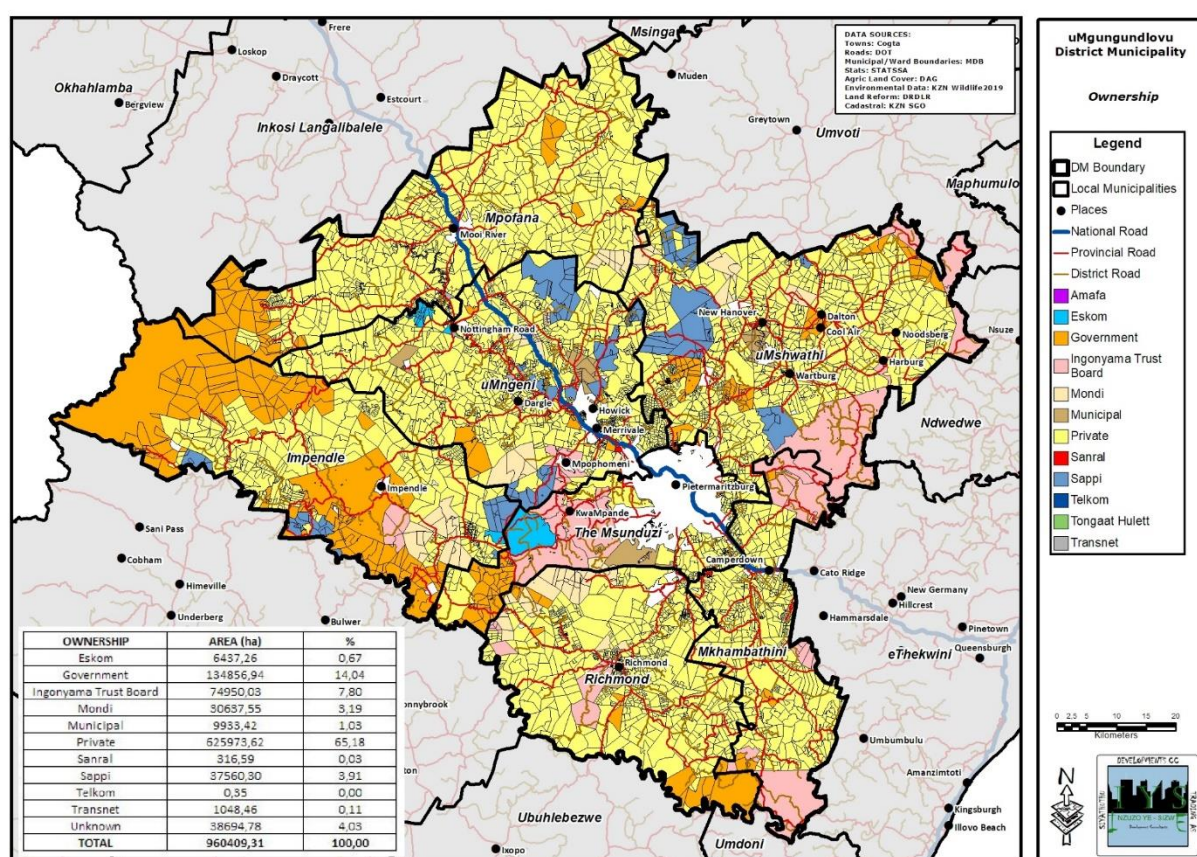 Msinga
Frere
Loskop
Draycott
Muden
Okhahlamba
Bergview
Estcourt
Inkosi Langalibalele
Greytown
Umvoti
Maphumulo
DATA SOURCES:
Towns: Cogta
Roads: DOT
Municipal/Ward Boundaries: MDB
Stats: STATSSA
Agric Land Cover: DAG
Environmental Data: KZN Wildlife2019
Land Reform: DRDLR
Cadastral: KZN SGO
Mpofana
Mooi River
New Hanover
Dalton
Cool Air
Noodsberg
Nsuze
Nottingham Road
uMshwathi
Harburg
Wartburg
uMngeni
Dargle
Howick
Merrivale
Ndwedwe
Impendle
Mpophomeni
Impendle
Pietermaritzburg
KwaMpande
The Msunduzi
Sani Pass
Cobham
Himeville
Underberg
Bulwer
Camperdown
Cato Ridge
New Germany
Hillcrest
Hammarsdale
Pinetown
Queensburgh
eThekwini
Mkhambathini
Richmond
Richmond
Umbumbulu
Amanzimtoti
Kingsburgh
Illovo Beach
Ubuhlebezwe
Umdoni
Ixopo
onnybrook
ton
OWNERSHIP AREA (ha) %
Eskom 6437,26 0,67
Government 134856,94 14,04
Ingonyama Trust Board 74950,03 7,80
Mondi 30637,55 3,19
Municipal 9933,42 1,03
Private 625973,62 65,18
Sanral 316,59 0,03
Sappi 37560,30 3,91
Telkom 0,35 0,00
Transnet 1048,46 0,11
Unknown 38694,78 4,03
TOTAL 960409,31 100,00
uMgungundlovu
District Municipality
Ownership
Legend
DM Boundary
Local Municipalities
Places
National Road
Provincial Road
District Road
Amafa
Eskom
Government
Ingonyama Trust
Board
Mondi
Municipal
Private
Sanral
Sappi
Telkom
Tongaat Hulett
Transnet
0 2,5 5 10 15 20
Kilometers
N
DEVELOPMENTS CC
SIYATHUTHU
TRADING AS
NZUZO YB - SIZW